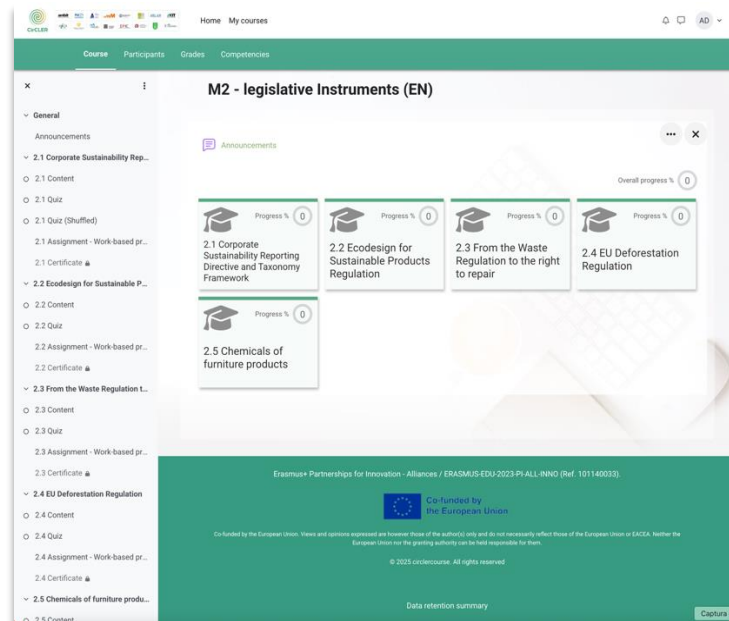 CirCLER
Home My courses
AD
Course Participants Grades Competencies
General
Announcements
2.1 Corporate Sustainability Rep...
2.1 Content
2.1 Quiz
2.1 Quiz (Shuffled)
2.1 Assignment - Work-based pr...
2.1 Certificate
2.2 Ecodesign for Sustainable P...
2.2 Content
2.2 Quiz
2.2 Assignment - Work-based pr...
2.2 Certificate
2.3 From the Waste Regulation t...
2.3 Content
2.3 Quiz
2.3 Assignment - Work-based pr...
2.3 Certificate
2.4 EU Deforestation Regulation
2.4 Content
2.4 Quiz
2.4 Assignment - Work-based pr...
2.4 Certificate
2.5 Chemicals of furniture produ...
2.5 Content
M2 - legislative Instruments (EN)
Announcements
Overall progress % 0
Progress % 0
2.1 Corporate
Sustainability Reporting
Directive and Taxonomy
Framework
Progress % 0
2.2 Ecodesign for
Sustainable Products
Regulation
Progress % 0
2.3 From the Waste
Regulation to the right
to repair
Progress % 0
2.4 EU Deforestation
Regulation
Progress % 0
2.5 Chemicals of
furniture products
Erasmus+ Partnerships for Innovation - Alliances / ERASMUS-EDU-2023-PI-ALL-INNO (Ref. 101140033).
Co-funded by
the European Union
Co-funded by the European Union. Views and opinions expressed are however those of the author(s) only and do not necessarily reflect those of the European Union or EACEA. Neither the
European Union nor the granting authority can be held responsible for them.
© 2025 circlercourse. All rights reserved
Data retention summary
Captura